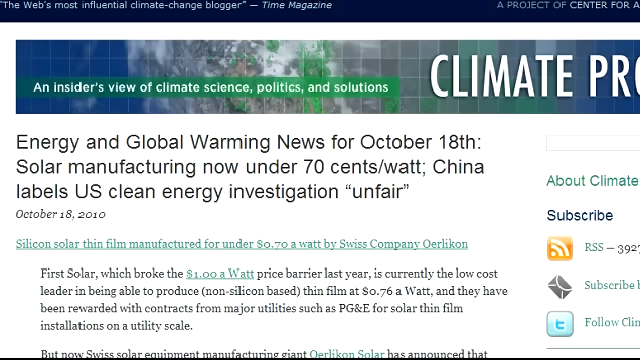 "The Web's most influential climate-change blogger" — Time Magazine
A PROJECT OF CENTER FOR A
An insider's view of climate science, politics, and solutions
CLIMATE PRO
Energy and Global Warming News for October 18th:
Solar manufacturing now under 70 cents/watt; China
labels US clean energy investigation “unfair”
October 18, 2010
Silicon solar thin film manufactured for under $0.70 a watt by Swiss Company Oerlikon
First Solar, which broke the $1.00 a Watt price barrier last year, is currently the low cost
leader in being able to produce (non-silicon based) thin film at $0.76 a Watt, and they have
been rewarded with contracts from major utilities such as PG&E for solar thin film
installations on a utility scale.
But now Swiss solar equipment manufacturing giant Oerlikon Solar has announced that
About Climate
Subscribe
RSS — 3927
Subscribe b
Follow Clim